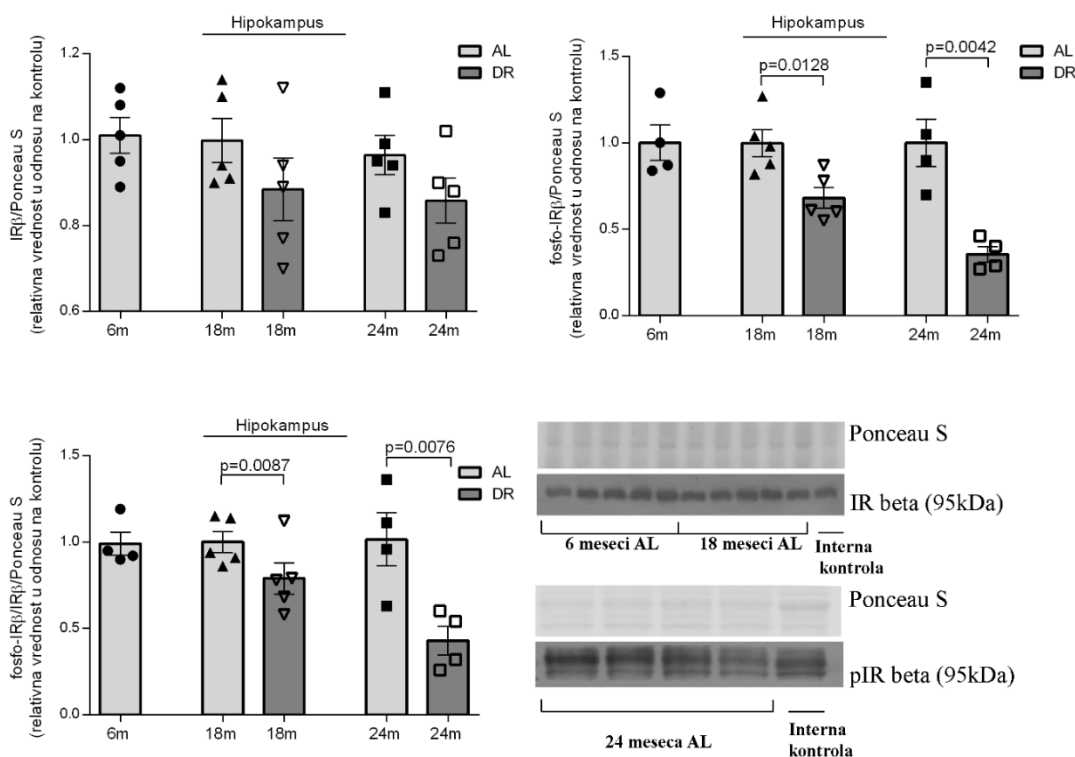 Hipokampus
AL
DR
IRβ/Ponceau S
(relativna vrednost u odnosu na kontrolu)
1.2
1.0
0.8
0.6
6m
18m
18m
24m
24m
Hipokampus
AL
DR
p=0.0128
p=0.0042
fosfo-IRβ/Ponceau S
(relativna vrednost u odnosu na kontrolu)
1.5
1.0
0.5
0.0
6m
18m
18m
24m
24m
Hipokampus
AL
DR
p=0.0087
p=0.0076
fosfo-IRβ/IRβ/Ponceau S
(relativna vrednost u odnosu na kontrolu)
1.5
1.0
0.5
0.0
6m
18m
18m
24m
24m
Ponceau S
IR beta (95kDa)
6 meseci AL
18 meseci AL
Interna
kontrola
Ponceau S
pIR beta (95kDa)
24 meseca AL
Interna
kontrola